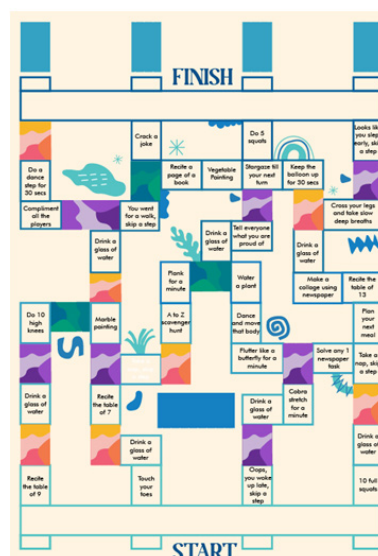 FINISH
Crack a
joke
Do 5
squats
Looks like
you slept
early, skip
a step
Do a
dance
step for
30 secs
Recite a
page of a
book
Vegetable
Painting
Stargaze till
your next
turn
Keep the
balloon up
for 30 secs
Compliment
all the
players
You went
for a walk,
skip a step
Cross your legs
and take slow
deep breaths
Drink a
glass of
water
Drink a
glass of
water
Tell everyone
what you are
proud of
Drink a
glass of
water
Plank
for a
minute
Water
a plant
Make a
collage using
newspaper
Recite the
table of
13
Do 10
high
knees
Marble
painting
A to Z
scavenger
hunt
Dance
and move
that body
Plan
your
next
meal
Flutter like a
butterfly for a
minute
Solve any 1
newspaper
task
Take a
nap, skip
a step
Drink a
glass of
water
Recite
the table
of 7
Drink a
glass of
water
Cobra
stretch
for a
minute
Drink a
glass of
water
Drink a
glass of
water
Recite
the table
of 9
Touch
your
toes
Oops,
you woke
up late,
skip a
step
10 full
squats
START